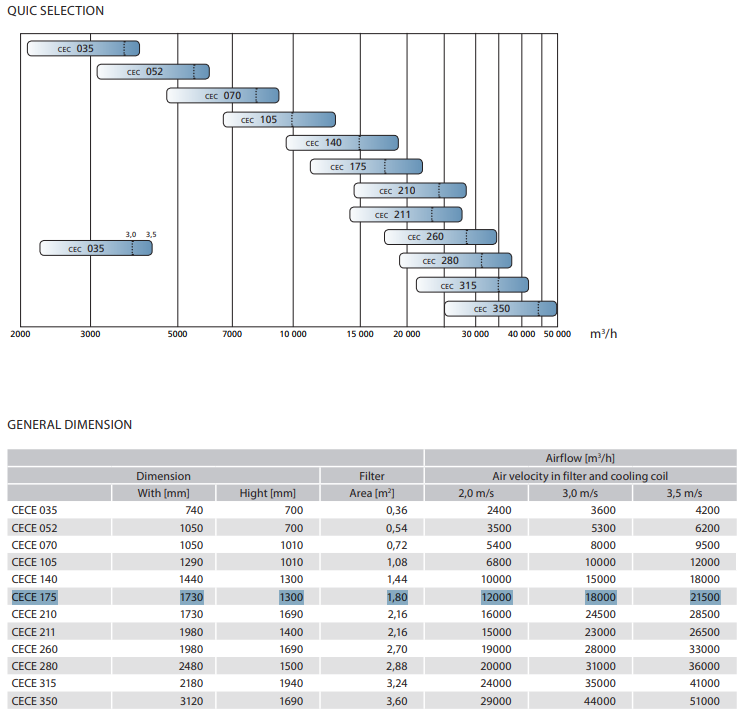 QUIC SELECTION
CEC 035
CEC 052
CEC 070
CEC 105
CEC 140
CEC 175
CEC 210
CEC 211
3,0 3,5
CEC 260
CEC 035
CEC 280
CEC 315
CEC 350
2000 3000 5000 7000 10 000 15 000 20 000 30 000 40 000 50 000 m³/h
GENERAL DIMENSION
Airflow [m³/h]
Dimension Filter Air velocity in filter and cooling coil
With [mm] Hight [mm] Area [m²] 2,0 m/s 3,0 m/s 3,5 m/s
CECE 035 740 700 0,36 2400 3600 4200
CECE 052 1050 700 0,54 3500 5300 6200
CECE 070 1050 1010 0,72 5400 8000 9500
CECE 105 1290 1010 1,08 6800 10000 12000
CECE 140 1440 1300 1,44 10000 15000 18000
CECE 175 1730 1300 1,80 12000 18000 21500
CECE 210 1730 1690 2,16 16000 24500 28500
CECE 211 1980 1400 2,16 15000 23000 26500
CECE 260 1980 1690 2,70 19000 28000 33000
CECE 280 2480 1500 2,88 20000 31000 36000
CECE 315 2180 1940 3,24 24000 35000 41000
CECE 350 3120 1690 3,60 29000 44000 51000